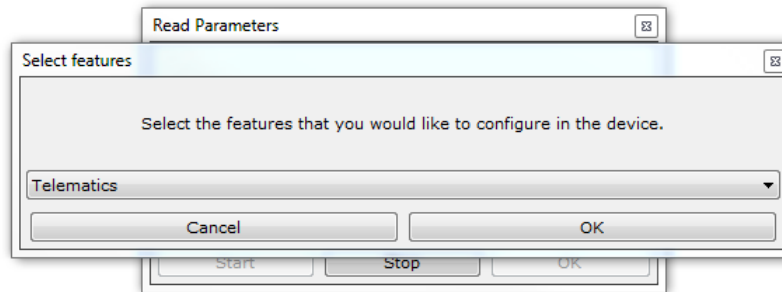 Read Parameters
Select features
Select the features that you would like to configure in the device.
Telematics
Cancel OK
Start Stop OK